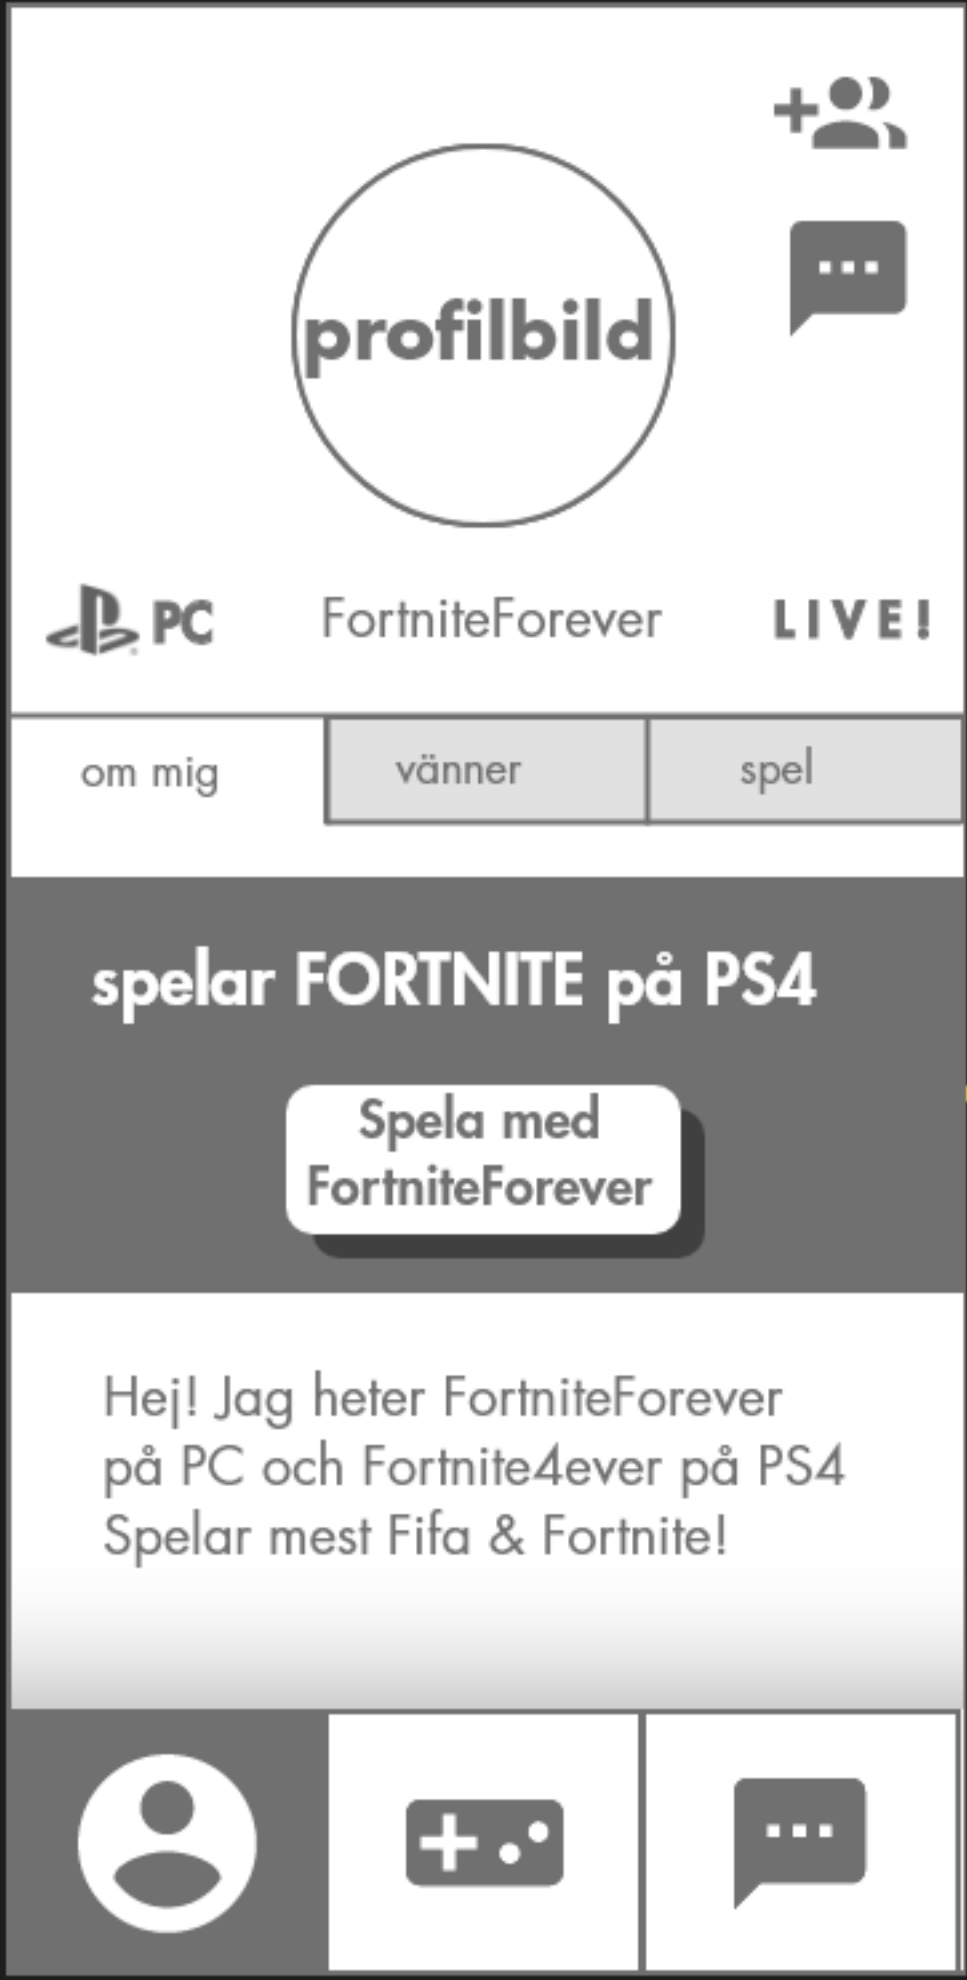 profilbild
PC
FortniteForever
LIVE!
om mig
vänner
spel
spelar FORTNITE på PS4
Spela med
FortniteForever
Hej! Jag heter FortniteForever
på PC och Fortnite4ever på PS4
Spelar mest Fifa & Fortnite!